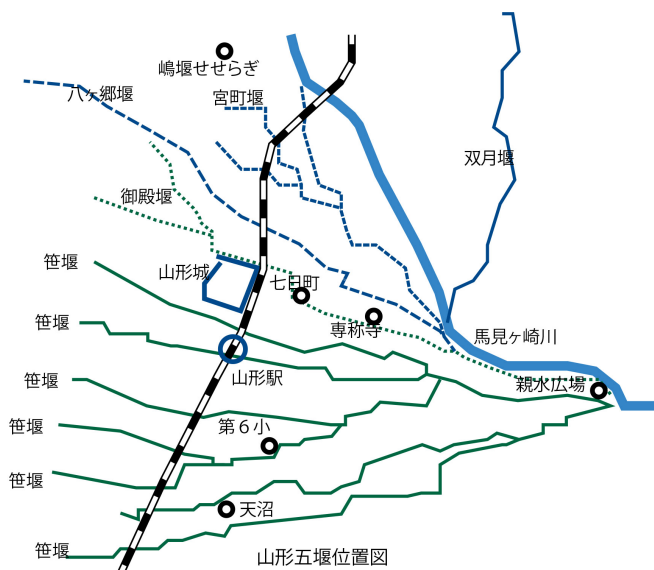 嶋堰せせらぎ
八ヶ郷堰
宮町堰
双月堰
御殿堰
笹堰
山形城
七日町
笹堰
専称寺
馬見ヶ崎川
笹堰
山形駅
親水広場
笹堰
第６小
笹堰
天沼
笹堰
山形五堰位置図